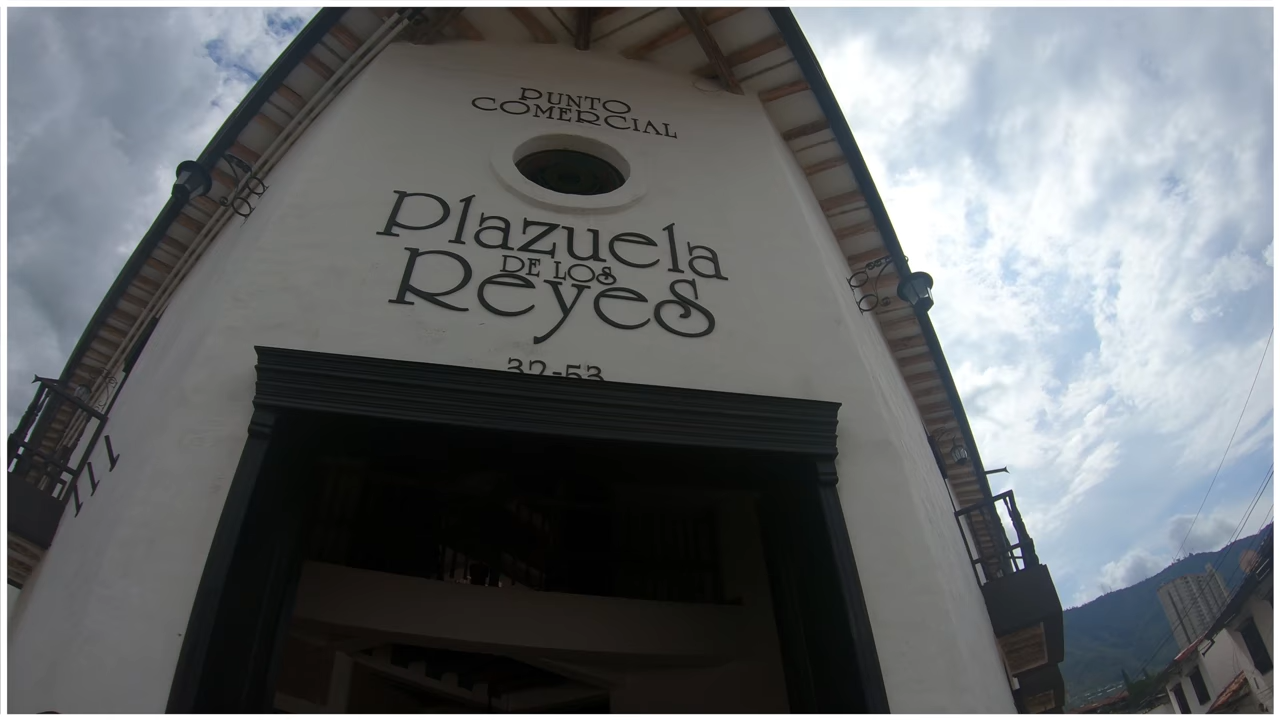 PUNTO
COMERCIAL
Plazuela
DE LOS
Reyes
32-53